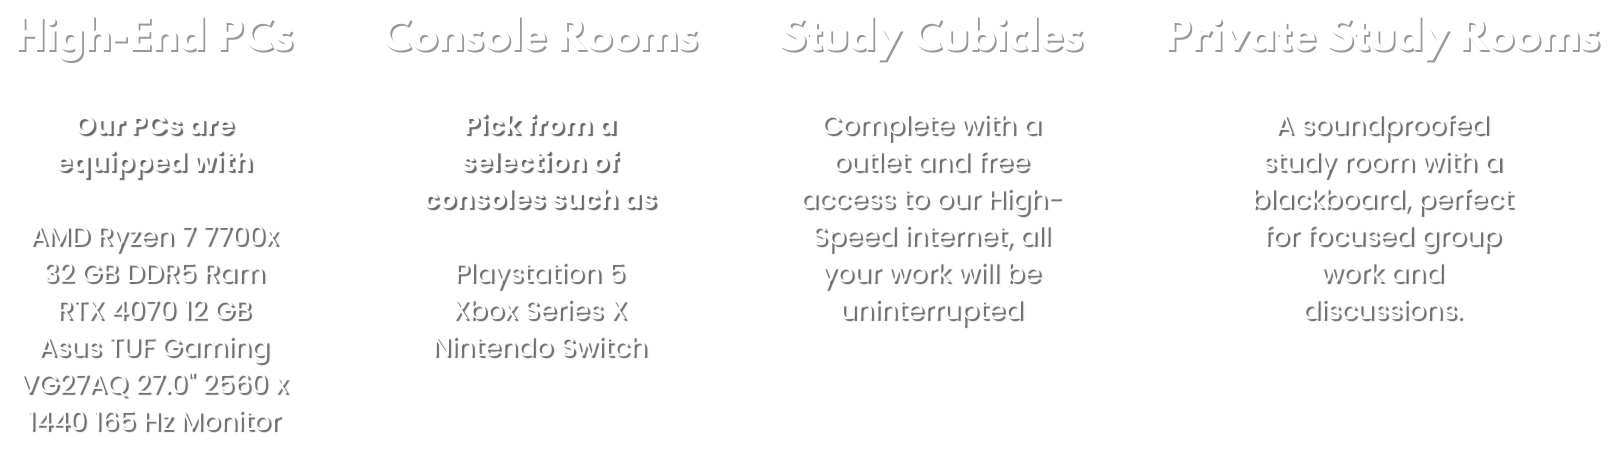 High-End PCs
Our PCs are
equipped with
AMD Ryzen 7 7700x
32 GB DDR5 Ram
RTX 4070 12 GB
Asus TUF Gaming
VG27AQ 27.0" 2560 x
1440 165 Hz Monitor
Console Rooms
Pick from a
selection of
consoles such as
Playstation 5
Xbox Series X
Nintendo Switch
Study Cubicles
Complete with a
outlet and free
access to our High-
Speed internet, all
your work will be
uninterrupted
Private Study Rooms
A soundproofed
study room with a
blackboard, perfect
for focused group
work and
discussions.